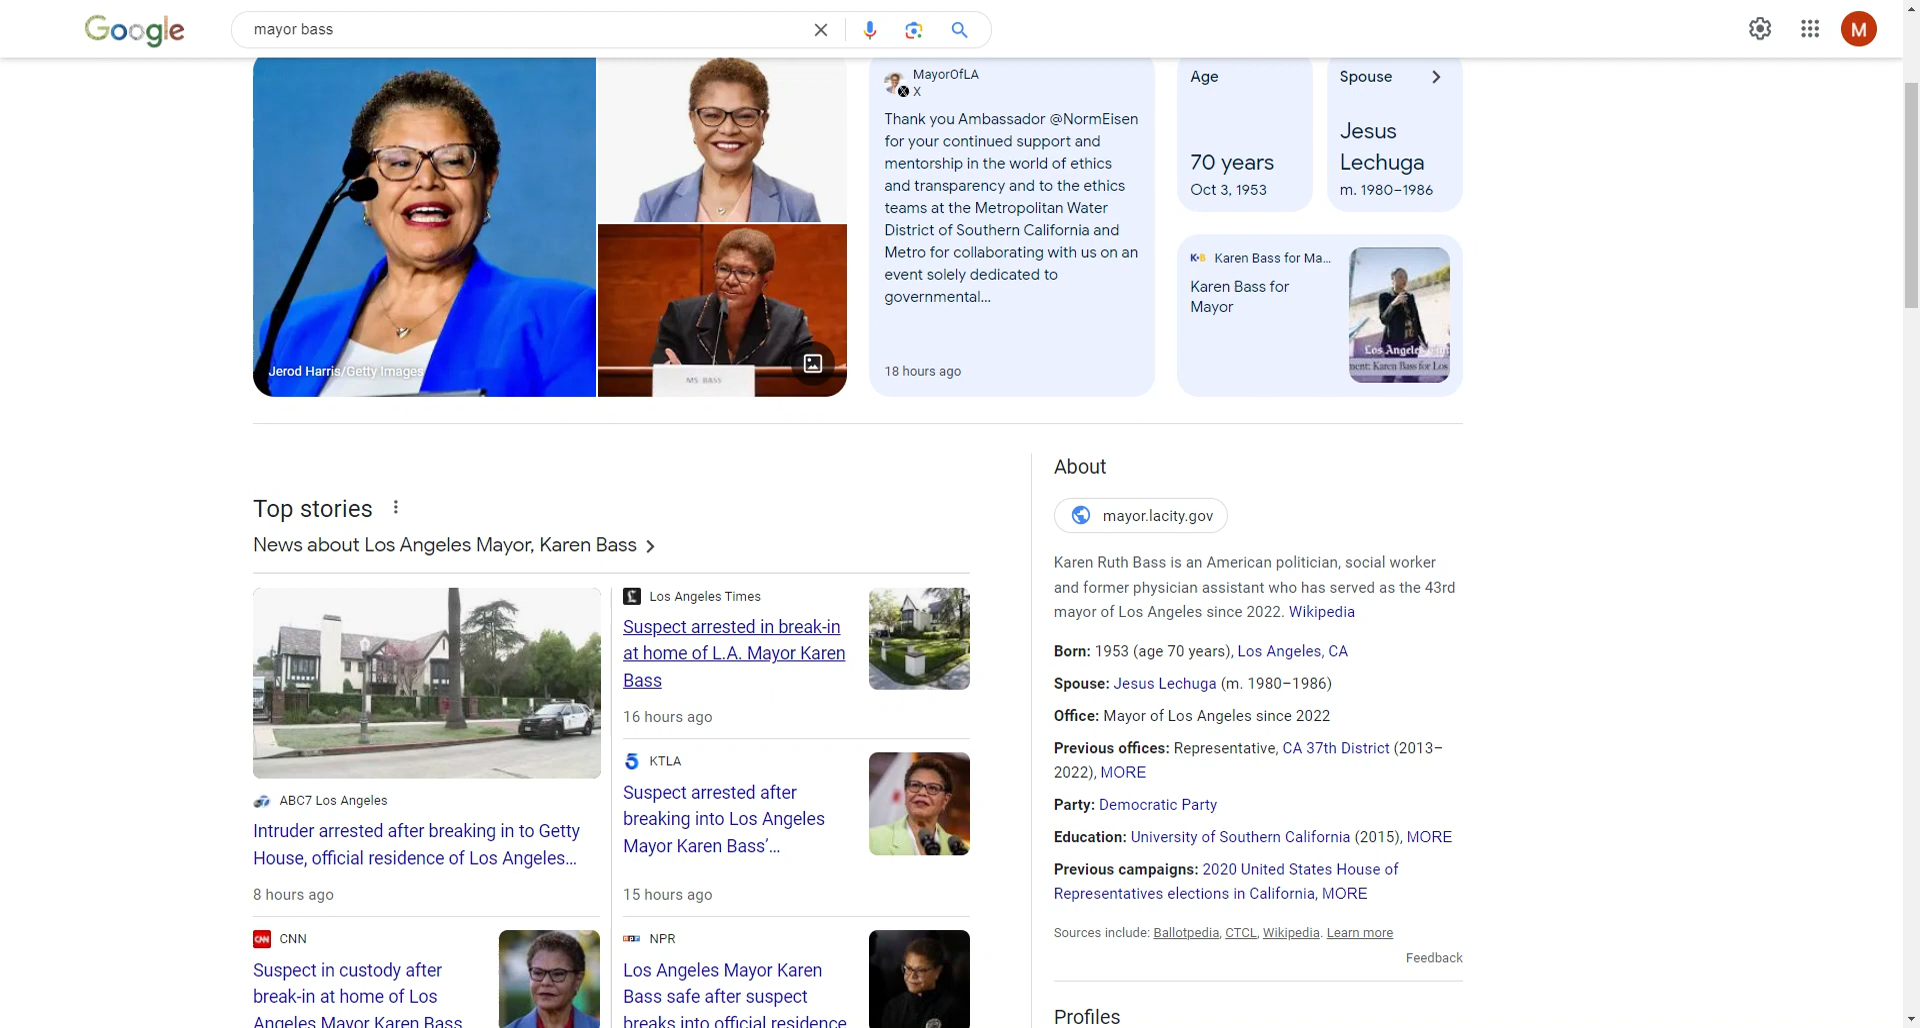 Google
mayor bass
M
Jerod Harris/Getty Images
MS. BASS
MayorOfLA
X
Thank you Ambassador @NormEisen
for your continued support and
mentorship in the world of ethics
and transparency and to the ethics
teams at the Metropolitan Water
District of Southern California and
Metro for collaborating with us on an
event solely dedicated to
governmental...
18 hours ago
Age
70 years
Oct 3, 1953
Spouse
Jesus
Lechuga
m. 1980–1986
K·B Karen Bass for Ma...
Karen Bass for
Mayor
Los Angeles
ment: Karen Bass for Los
Top stories
News about Los Angeles Mayor, Karen Bass
ABC7 Los Angeles
Intruder arrested after breaking in to Getty
House, official residence of Los Angeles...
8 hours ago
CNN
CNN
Suspect in custody after
break-in at home of Los
Angeles Mayor Karen Bass
Los Angeles Times
Suspect arrested in break-in
at home of L.A. Mayor Karen
Bass
16 hours ago
5 KTLA
Suspect arrested after
breaking into Los Angeles
Mayor Karen Bass’...
15 hours ago
npr NPR
Los Angeles Mayor Karen
Bass safe after suspect
breaks into official residence
About
mayor.lacity.gov
Karen Ruth Bass is an American politician, social worker
and former physician assistant who has served as the 43rd
mayor of Los Angeles since 2022. Wikipedia
Born: 1953 (age 70 years), Los Angeles, CA
Spouse: Jesus Lechuga (m. 1980–1986)
Office: Mayor of Los Angeles since 2022
Previous offices: Representative, CA 37th District (2013–
2022), MORE
Party: Democratic Party
Education: University of Southern California (2015), MORE
Previous campaigns: 2020 United States House of
Representatives elections in California, MORE
Sources include: Ballotpedia, CTCL, Wikipedia. Learn more
Feedback
Profiles